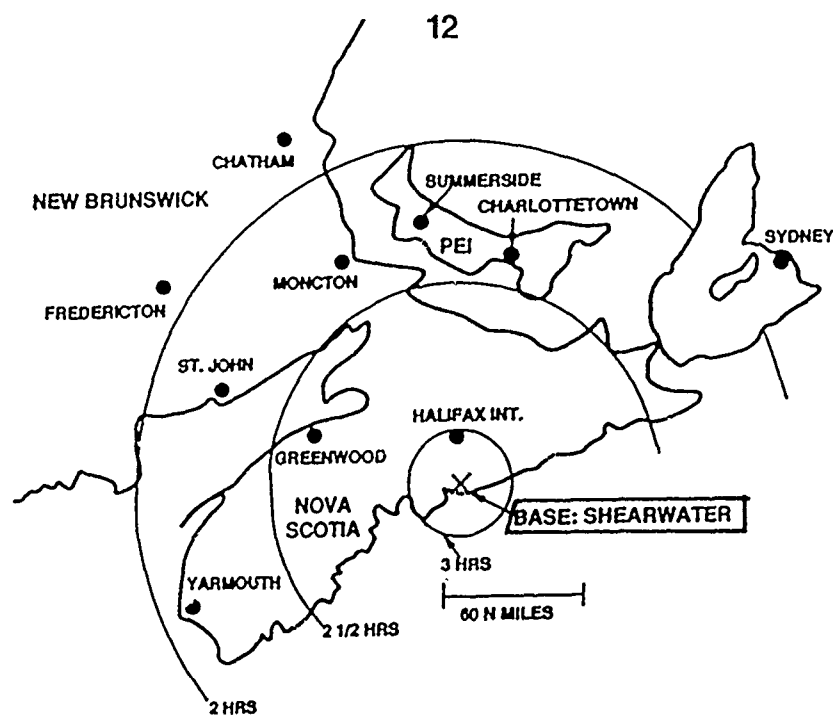 12
CHATHAM
NEW BRUNSWICK
SUMMERSIDE
CHARLOTTETOWN
PEI
SYDNEY
MONCTON
FREDERICTON
ST. JOHN
HALIFAX INT.
GREENWOOD
NOVA
SCOTIA
BASE: SHEARWATER
3 HRS
YARMOUTH
60 N MILES
2 1/2 HRS
2 HRS